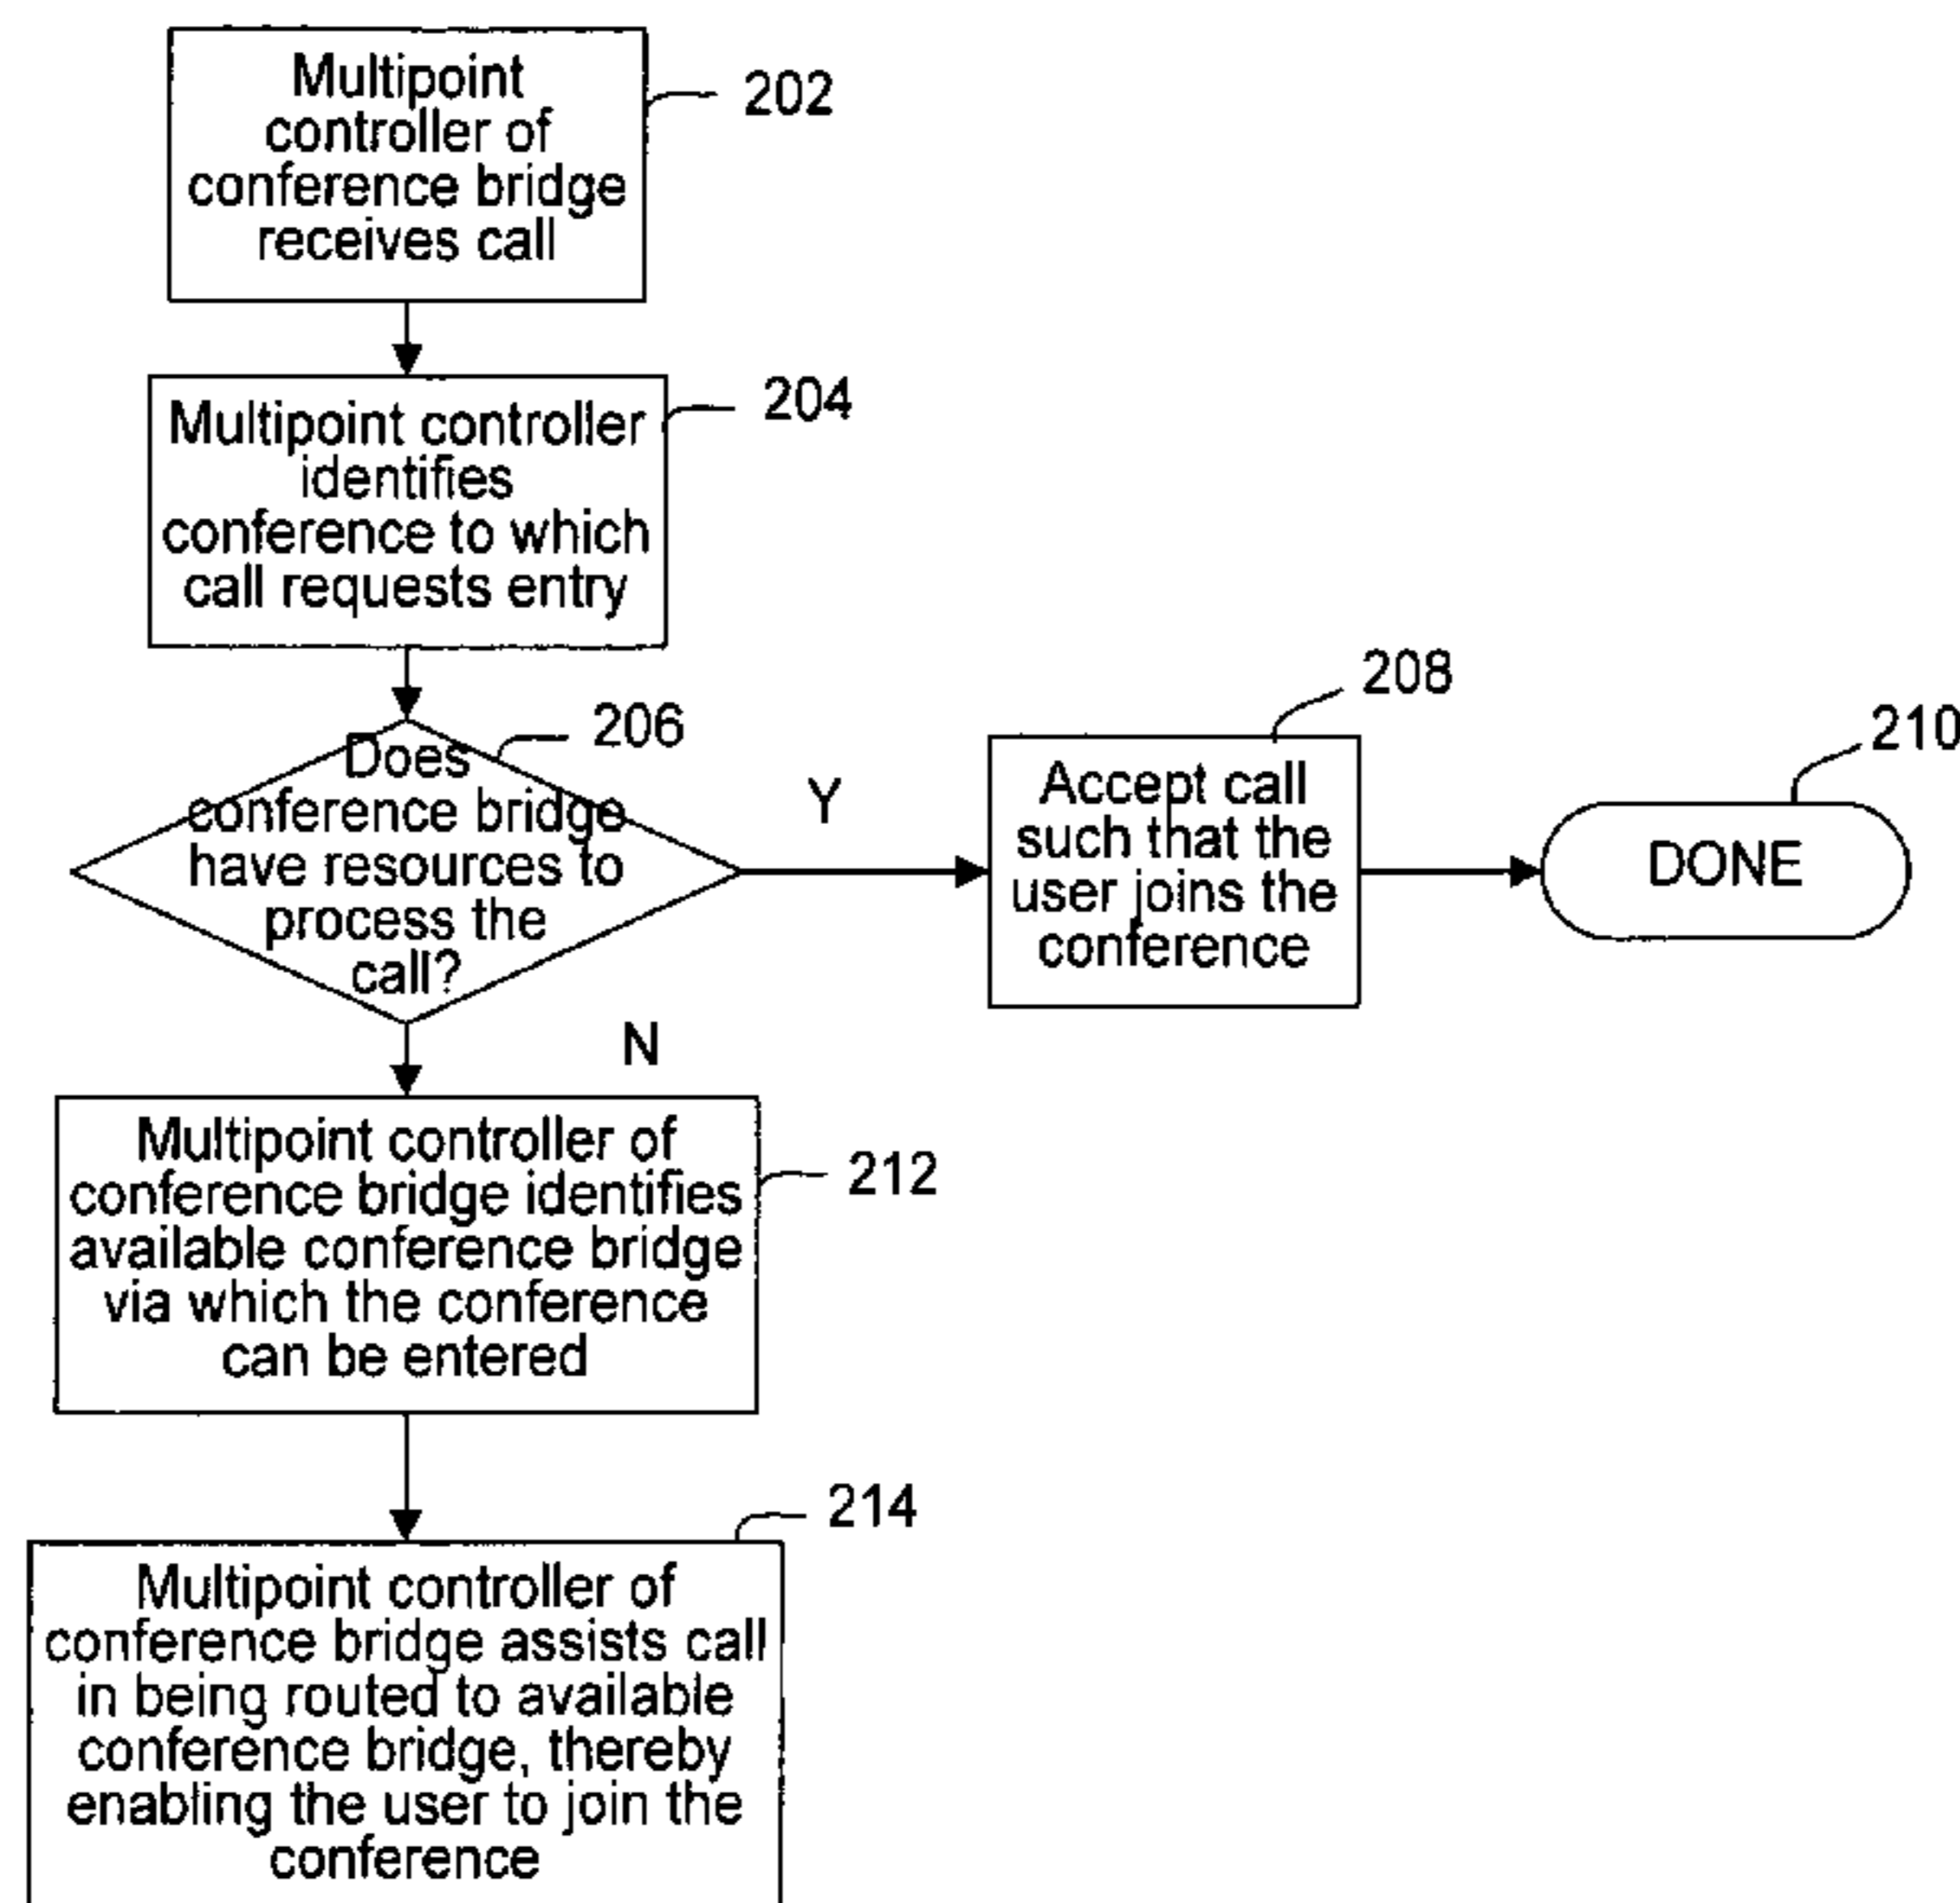 Multipoint
controller of
conference bridge
receives call
202
Multipoint controller
identifies
conference to which
call requests entry
204
Does
conference bridge
have resources to
process the
call?
206
Y
N
Accept call
such that the
user joins the
conference
208
DONE
210
Multipoint controller of
conference bridge identifies
available conference bridge
via which the conference
can be entered
212
Multipoint controller of
conference bridge assists call
in being routed to available
conference bridge, thereby
enabling the user to join the
conference
214